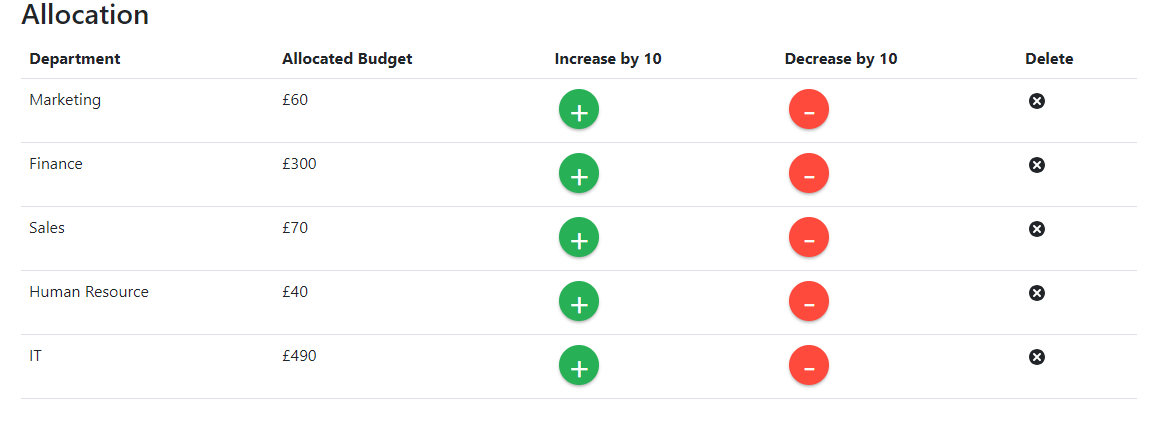 Allocation
Department Allocated Budget Increase by 10 Decrease by 10 Delete
Marketing £60 + -
Finance £300 + -
Sales £70 + -
Human Resource £40 + -
IT £490 + -